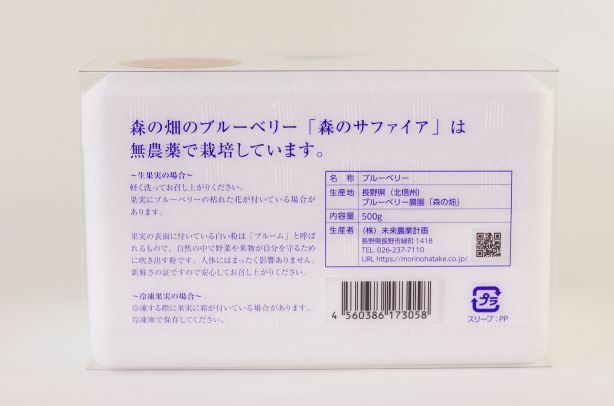 森の畑のブルーベリー「森のサファイア」は
無農薬で栽培しています。
〜生果実の場合〜
軽く洗ってお召し上がりください。
果実にブルーベリーの枯れた花が付いている場合が
あります。
果実の表面に付いている白い粉は「ブルーム」と呼ば
れるもので、自然の中で野菜や果物が自分を守るため
に吹き出す粉です。人体にはまったく影響ありません。
新鮮さの証ですので安心してお召し上がりください。
〜冷凍果実の場合〜
冷凍する際に果実に霜が付いている場合があります。
冷凍庫で保存してください。
名 称 ブルーベリー
生産地 長野県（北信州）
ブルーベリー農園「森の畑」
内容量 500g
生産者 （株）未来農業計画
長野県長野市緑町 1418
TEL. 026-237-7110
URL https://morinohatake.co.jp/
4 560386 173058
プラ
スリーブ：PP